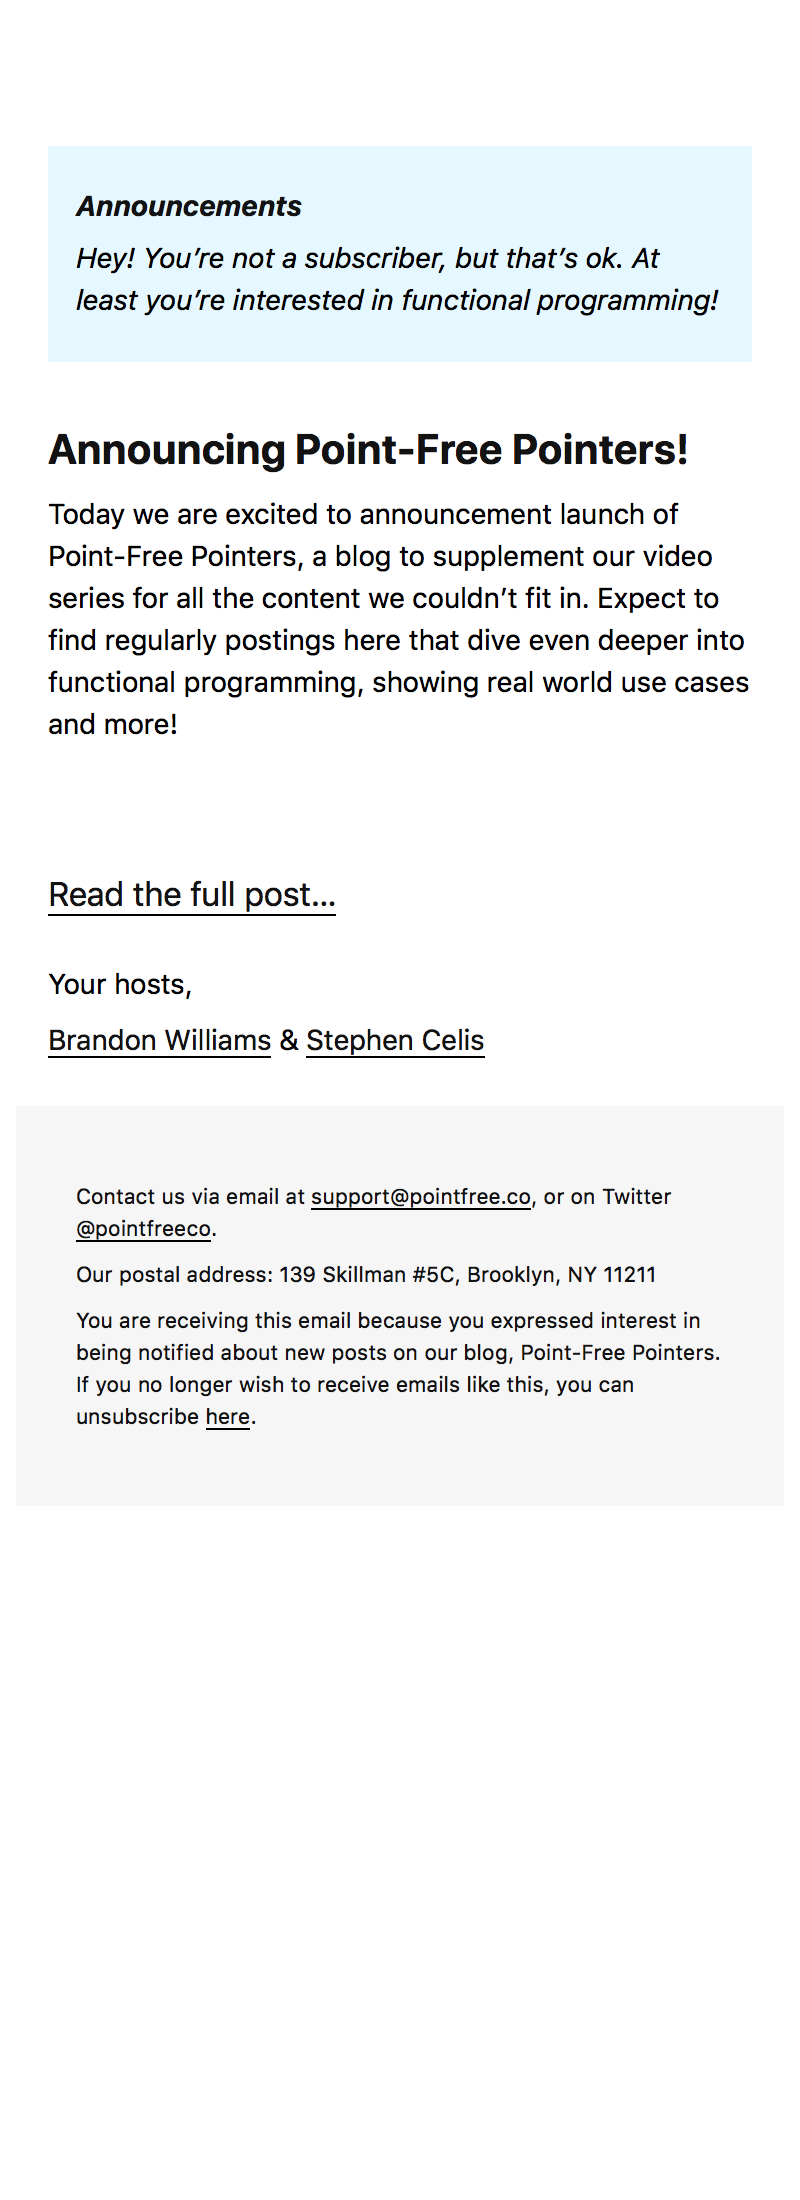 Announcements
Hey! You’re not a subscriber, but that’s ok. At
least you’re interested in functional programming!
Announcing Point-Free Pointers!
Today we are excited to announcement launch of
Point-Free Pointers, a blog to supplement our video
series for all the content we couldn’t fit in. Expect to
find regularly postings here that dive even deeper into
functional programming, showing real world use cases
and more!
Read the full post…
Your hosts,
Brandon Williams & Stephen Celis
Contact us via email at support@pointfree.co, or on Twitter
@pointfreeco.
Our postal address: 139 Skillman #5C, Brooklyn, NY 11211
You are receiving this email because you expressed interest in
being notified about new posts on our blog, Point-Free Pointers.
If you no longer wish to receive emails like this, you can
unsubscribe here.